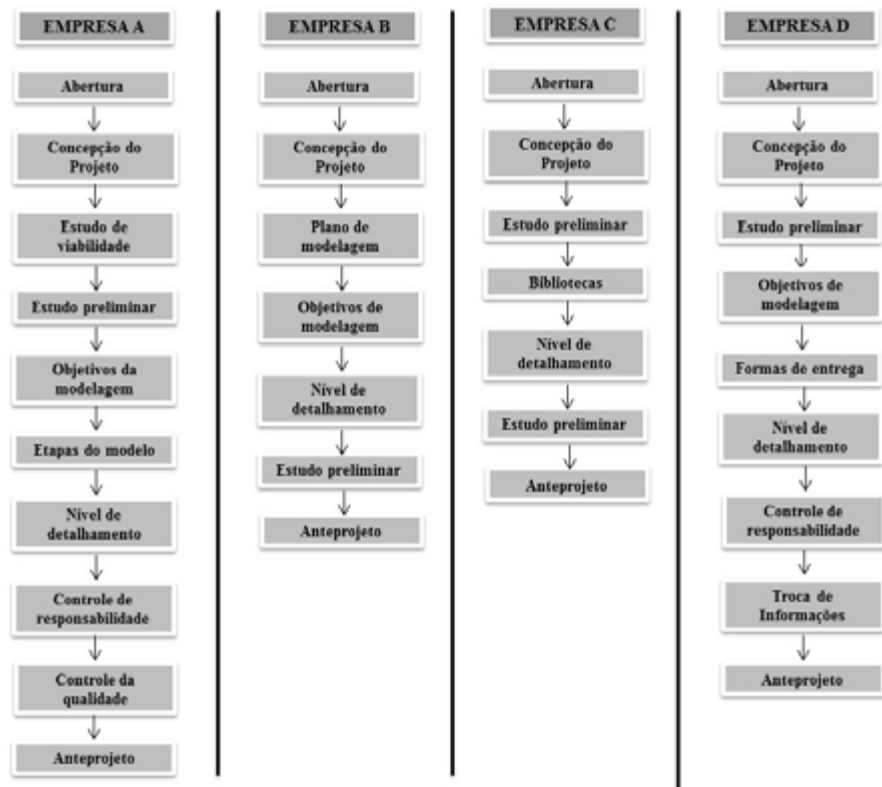 EMPRESA A
Abertura
Concepção do
Projeto
Estudo de
viabilidade
Estudo preliminar
Objetivos da
modelagem
Etapas do modelo
Nível de
detalhamento
Controle de
responsabilidade
Controle da
qualidade
Anteprojeto
EMPRESA B
Abertura
Concepção do
Projeto
Plano de
modelagem
Objetivos de
modelagem
Nível de
detalhamento
Estudo preliminar
Anteprojeto
EMPRESA C
Abertura
Concepção do
Projeto
Estudo preliminar
Bibliotecas
Nível de
detalhamento
Estudo preliminar
Anteprojeto
EMPRESA D
Abertura
Concepção do
Projeto
Estudo preliminar
Objetivos de
modelagem
Formas de entrega
Nível de
detalhamento
Controle de
responsabilidade
Troca de
Informações
Anteprojeto